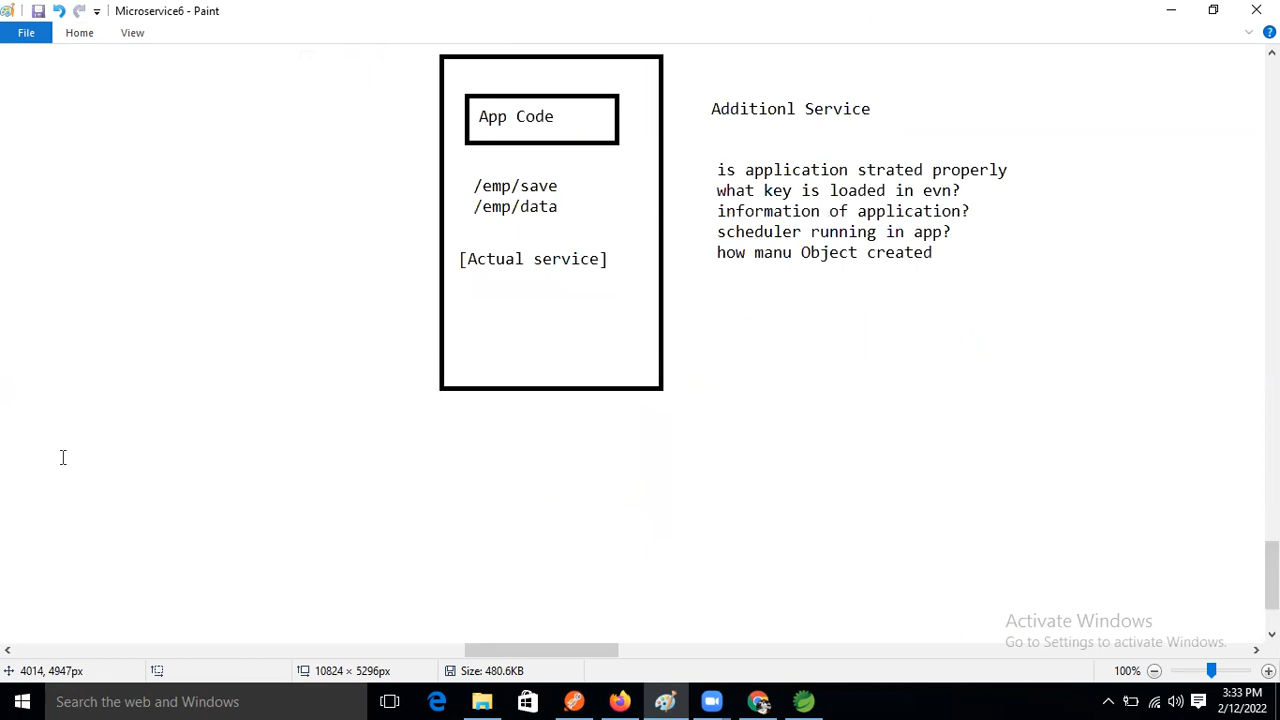 Microservice6 - Paint
File Home View
App Code
/emp/save
/emp/data
[Actual service]
Additionl Service
is application strated properly
what key is loaded in evn?
information of application?
scheduler running in app?
how manu Object created
Activate Windows
Go to Settings to activate Windows.
4014, 4947px
10824 × 5296px
Size: 480.6KB
100%
Search the web and Windows
3:33 PM
2/12/2022